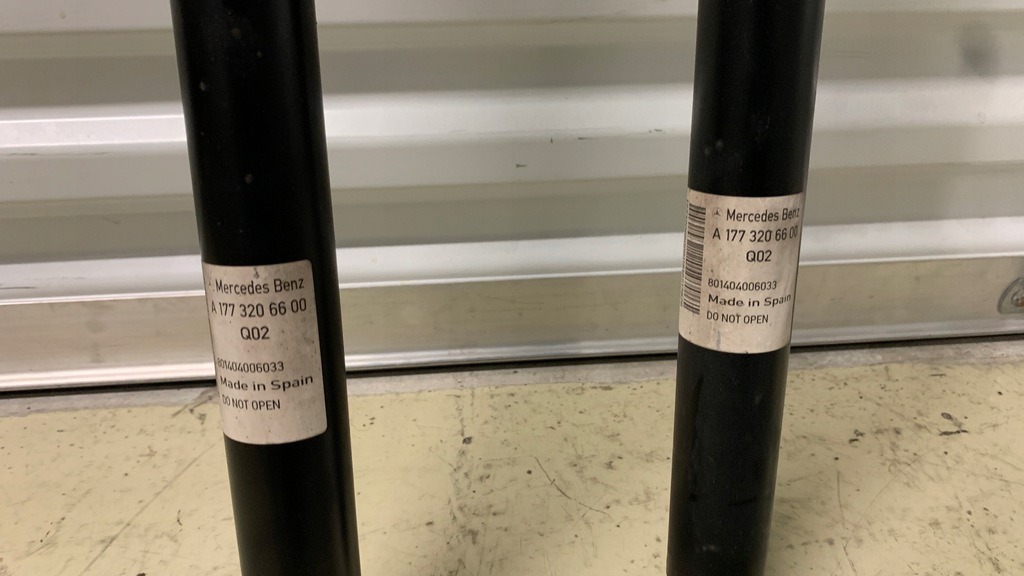 Mercedes Benz
A 177 320 66 00
Q02
801404006033
Made in Spain
DO NOT OPEN
Mercedes Benz
A 177 320 66 00
Q02
801404006033
Made in Spain
DO NOT OPEN